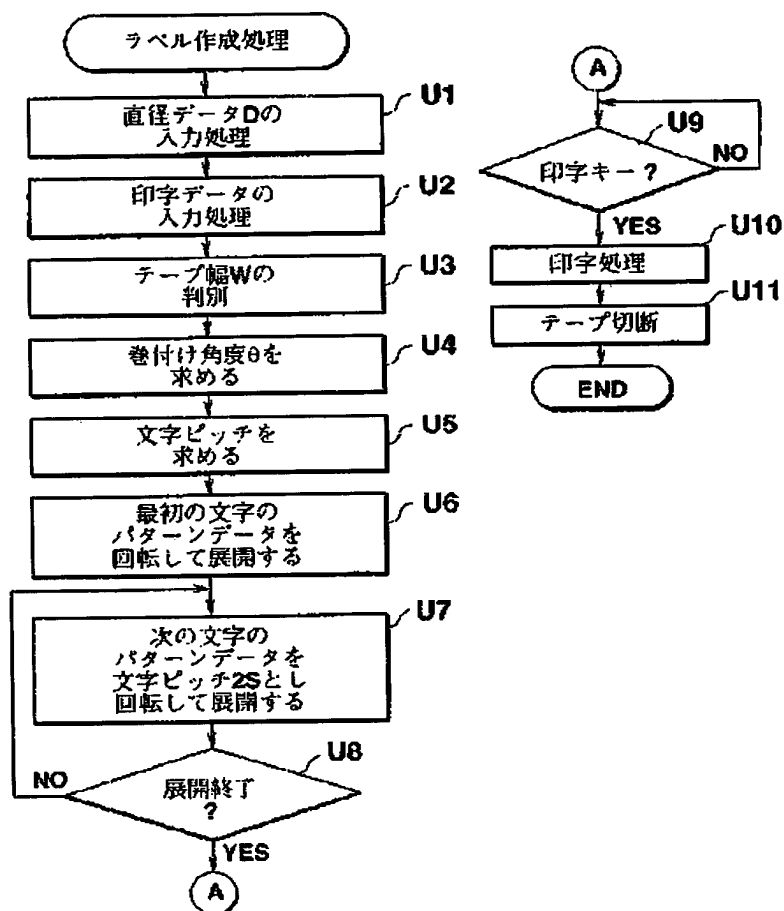 ラベル作成処理
U1
直径データDの
入力処理
U2
印字データの
入力処理
U3
テープ幅Wの
判別
U4
巻付け角度θを
求める
U5
文字ピッチを
求める
U6
最初の文字の
パターンデータを
回転して展開する
U7
次の文字の
パターンデータを
文字ピッチ2Sとし
回転して展開する
U8
展開終了
?
NO
YES
A
A
U9
印字キー?
NO
YES
U10
印字処理
U11
テープ切断
END